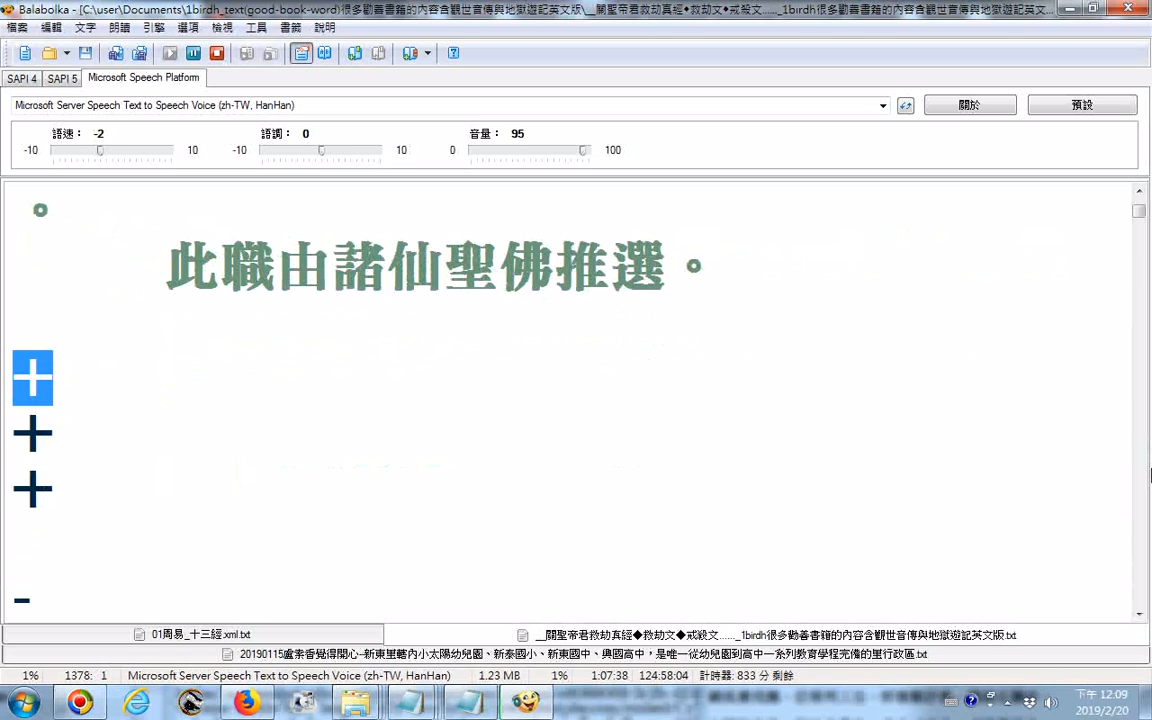 Balabolka - [C:\user\Documents\1birdh_text(good-book-word)很多勸善書籍的內容含觀世音傳與地獄遊記英文版\__關聖帝君救劫真經◆救劫文◆戒殺文......_1birdh很多勸善書籍的內容含觀世音傳與地獄遊記英文...
檔案 編輯 文字 朗讀 引擎 選項 檢視 工具 書籤 說明
SAPI 4 SAPI 5 Microsoft Speech Platform
Microsoft Server Speech Text to Speech Voice (zh-TW, HanHan)
關於 預設
語速： -2 語調： 0 音量： 95
-10 10 -10 10 0 100
。
此職由諸仙聖佛推選。
+
+
+
-
01周易_十三經.xml.txt __關聖帝君救劫真經◆救劫文◆戒殺文......_1birdh很多勸善書籍的內容含觀世音傳與地獄遊記英文版.txt
20190115盧素香覺得開心-新東里轄內小太陽幼兒園、新泰國小、新東國中、興國高中，是唯一從幼兒園到高中一系列教育學程完備的里行政區.txt
1% 1378: 1 Microsoft Server Speech Text to Speech Voice (zh-TW, HanHan) 1.23 MB 1% 1:07:38 124:58:04 計時器: 833 分 剩餘
下午 12:09
2019/2/20